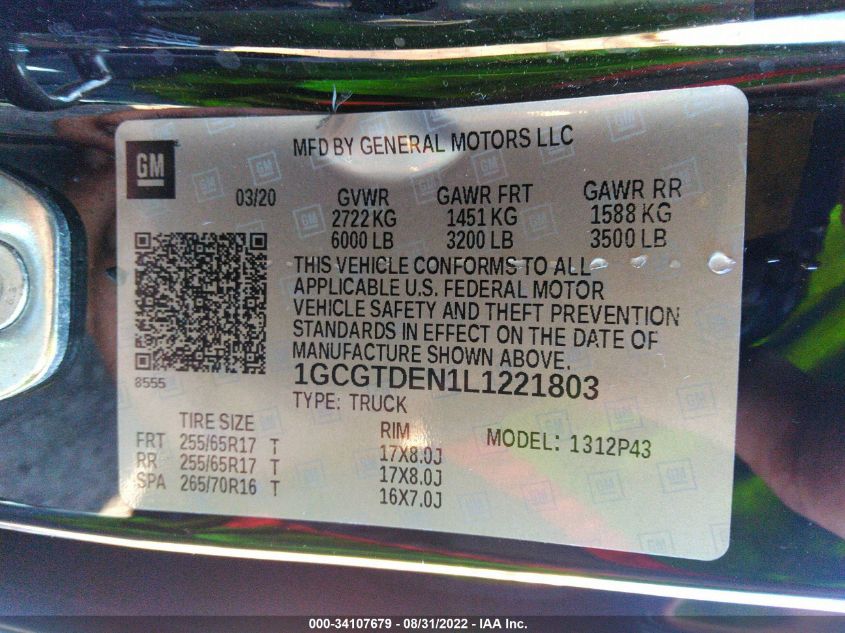 MFD BY GENERAL MOTORS LLC
GM
03/20 GVWR GAWR FRT GAWR RR
2722 KG 1451 KG 1588 KG
6000 LB 3200 LB 3500 LB
THIS VEHICLE CONFORMS TO ALL
APPLICABLE U.S. FEDERAL MOTOR
VEHICLE SAFETY AND THEFT PREVENTION
STANDARDS IN EFFECT ON THE DATE OF
MANUFACTURE SHOWN ABOVE.
8555
1GCGTDEN1L1221803
TYPE: TRUCK
TIRE SIZE RIM MODEL: 1312P43
FRT 255/65R17 T 17X8.0J
RR 255/65R17 T 17X8.0J
SPA 265/70R16 T 16X7.0J
000-34107679 - 08/31/2022 - IAA Inc.